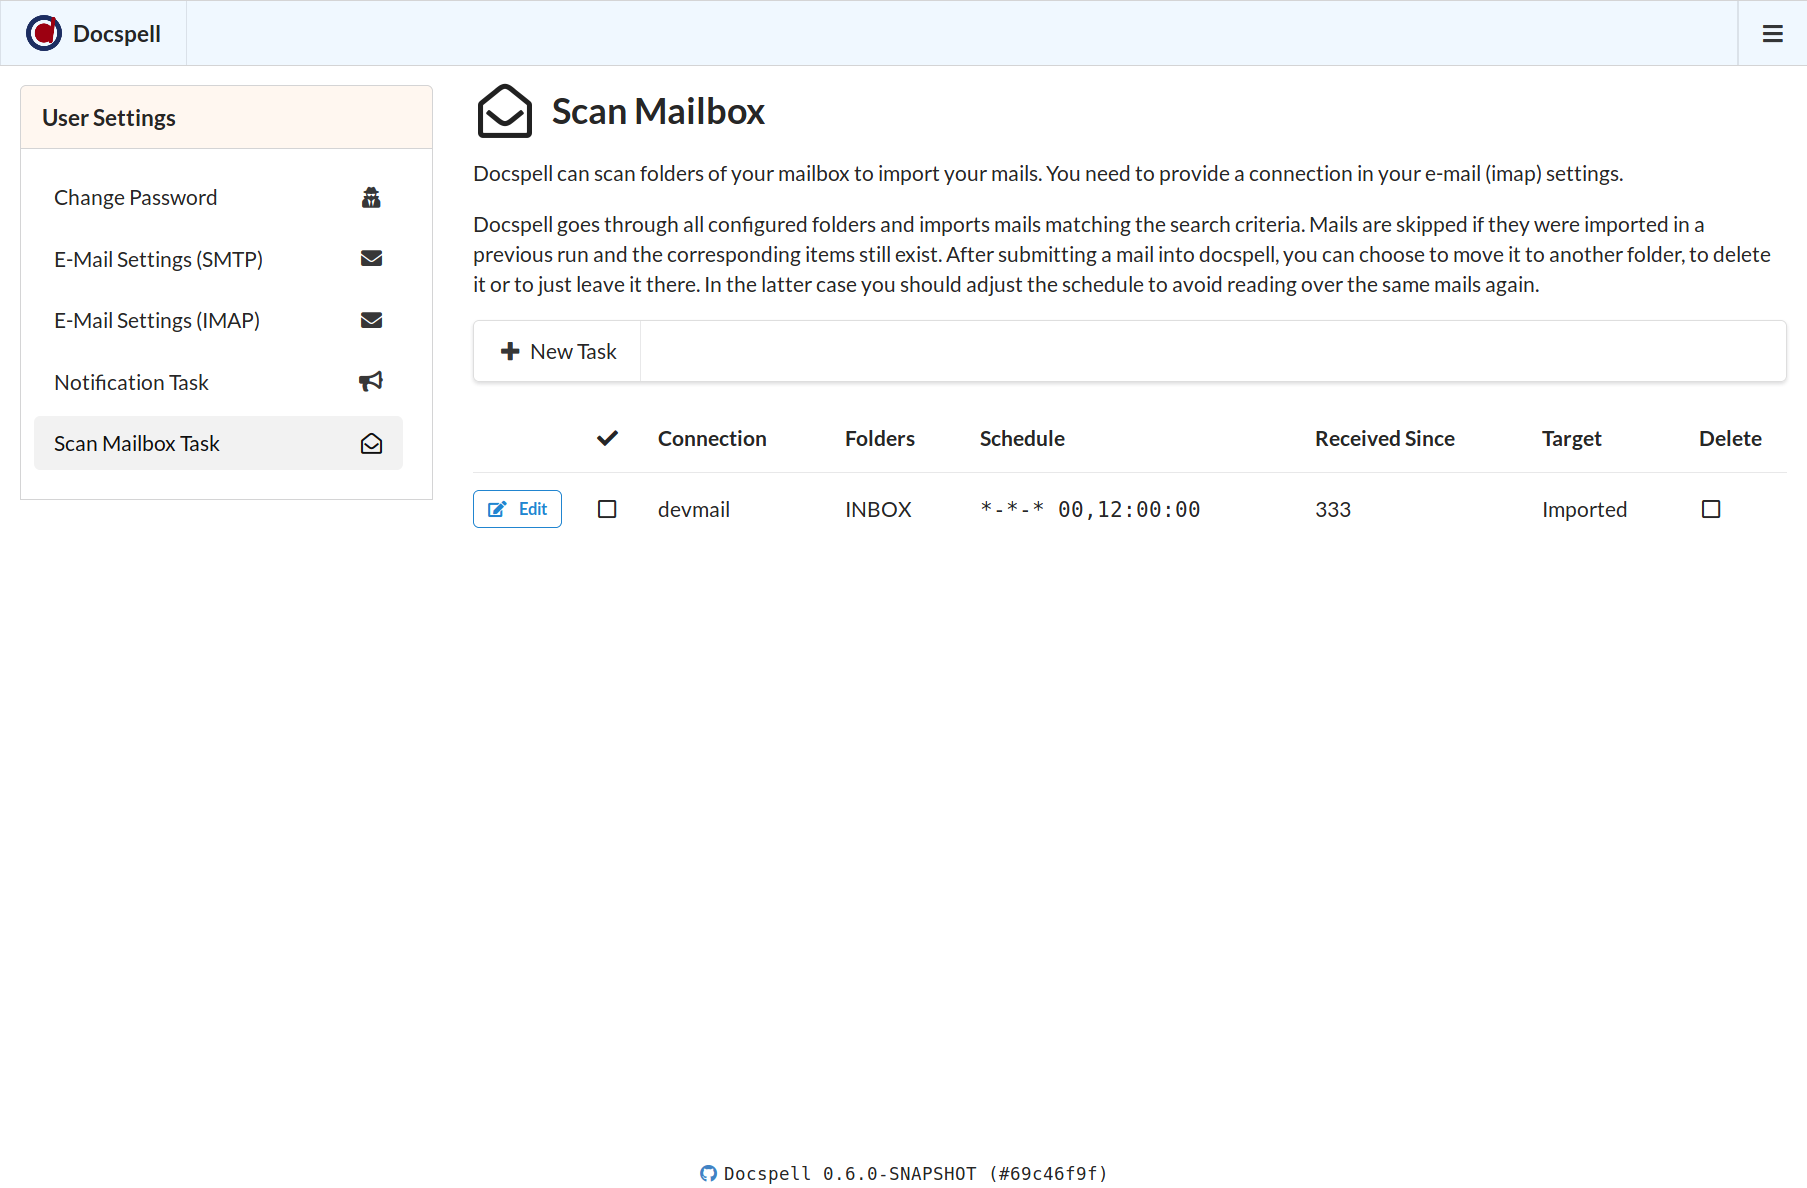 Docspell
User Settings
Change Password
E-Mail Settings (SMTP)
E-Mail Settings (IMAP)
Notification Task
Scan Mailbox Task
Scan Mailbox
Docspell can scan folders of your mailbox to import your mails. You need to provide a connection in your e-mail (imap) settings.
Docspell goes through all configured folders and imports mails matching the search criteria. Mails are skipped if they were imported in a
previous run and the corresponding items still exist. After submitting a mail into docspell, you can choose to move it to another folder, to delete
it or to just leave it there. In the latter case you should adjust the schedule to avoid reading over the same mails again.
New Task
Connection Folders Schedule Received Since Target Delete
Edit devmail INBOX *-*-* 00,12:00:00 333 Imported
Docspell 0.6.0-SNAPSHOT (#69c46f9f)